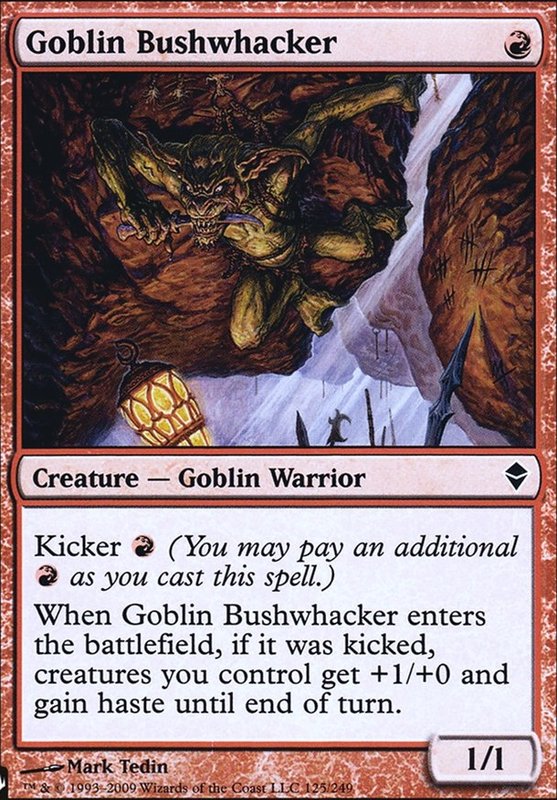 Goblin Bushwhacker
Creature — Goblin Warrior
Kicker (You may pay an additional
as you cast this spell.)
When Goblin Bushwhacker enters
the battlefield, if it was kicked,
creatures you control get +1/+0 and
gain haste until end of turn.
Mark Tedin
1/1
™ & © 1993–2009 Wizards of the Coast LLC 125/249